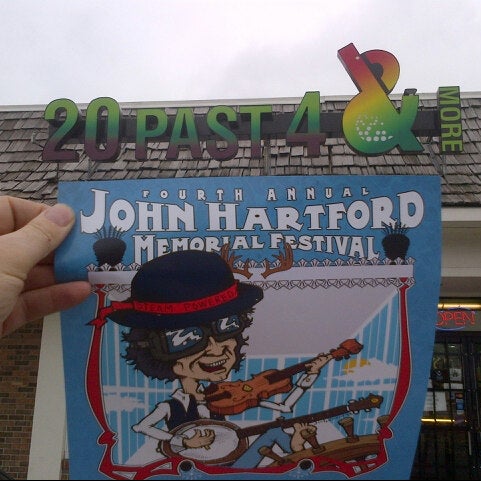 20 PAST 4 &
MORE
FOURTH ANNUAL
JOHN HARTFORD
MEMORIAL FESTIVAL
STEAM POWERED
OPEN